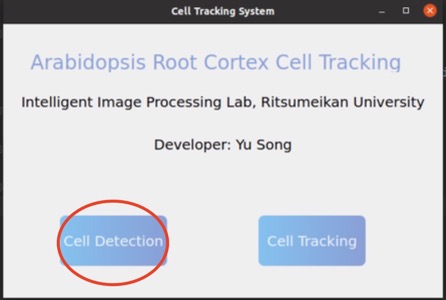 Cell Tracking System
Arabidopsis Root Cortex Cell Tracking
Intelligent Image Processing Lab, Ritsumeikan University
Developer: Yu Song
Cell Detection
Cell Tracking